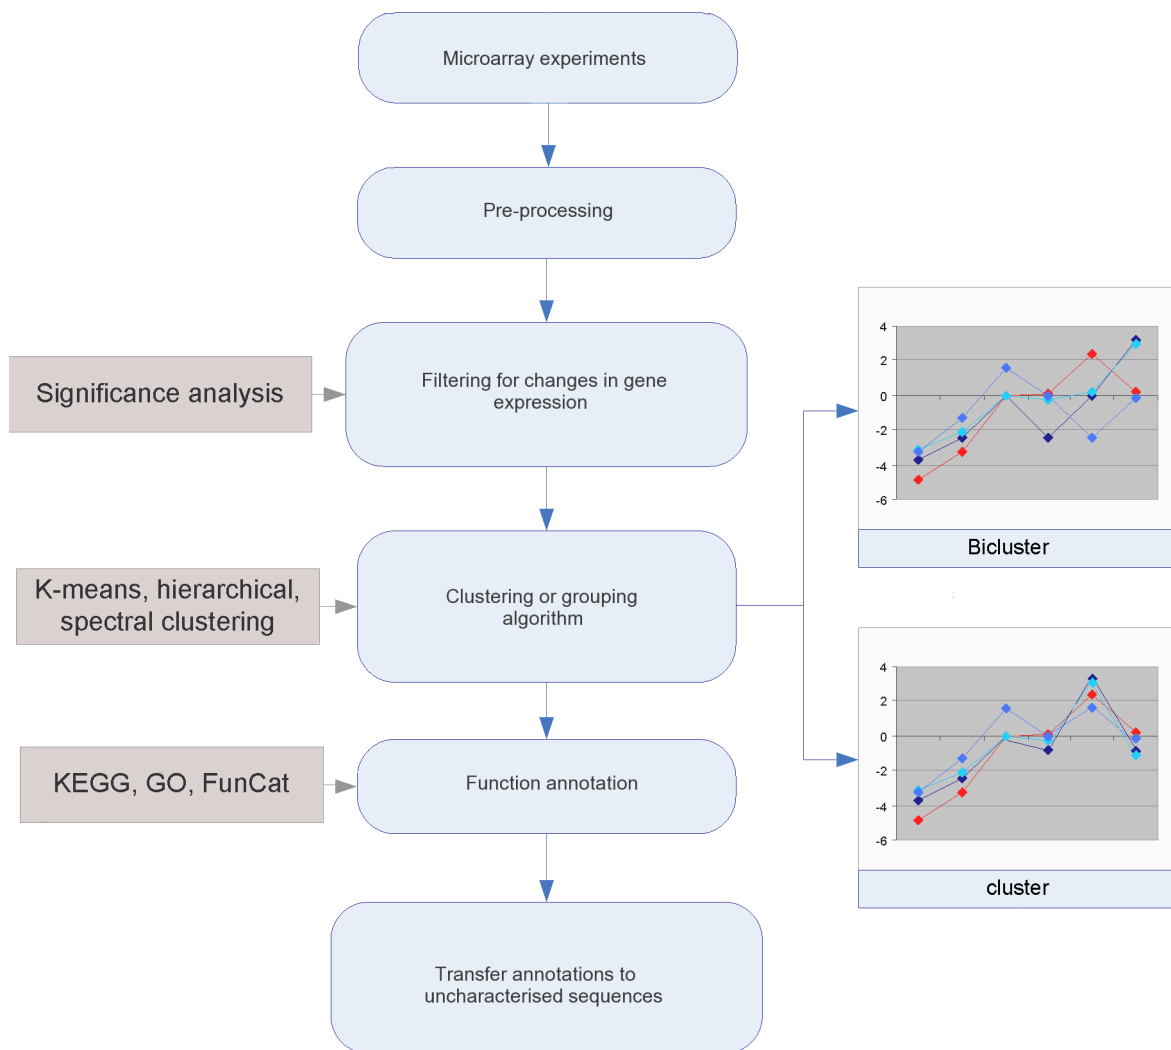 Microarray experiments
Pre-processing
Significance analysis
Filtering for changes in gene
expression
K-means, hierarchical,
spectral clustering
Clustering or grouping
algorithm
4
2
0
-2
-4
-6
Bicluster
4
2
0
-2
-4
-6
cluster
KEGG, GO, FunCat
Function annotation
Transfer annotations to
uncharacterised sequences